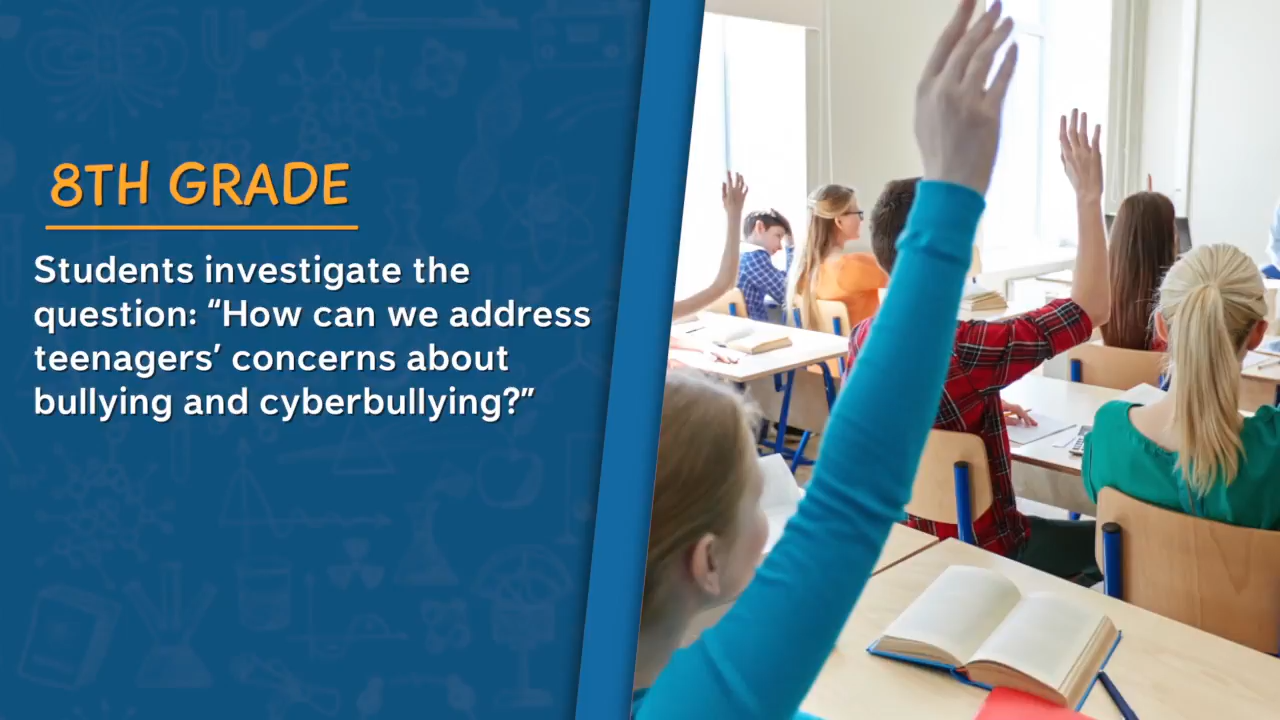 8TH GRADE
Students investigate the
question: “How can we address
teenagers’ concerns about
bullying and cyberbullying?”